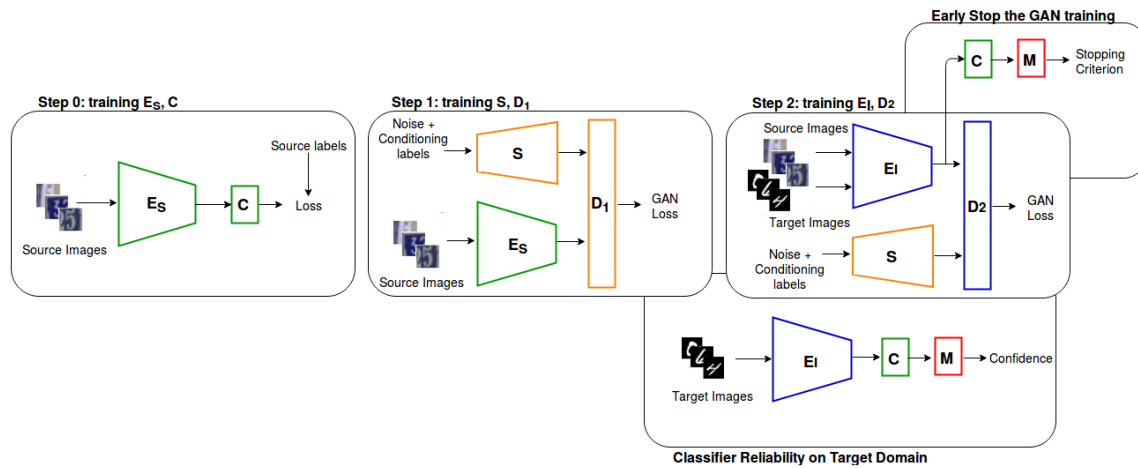 Early Stop the GAN training
C
M
Stopping
Criterion
Step 0: training ES, C
Source labels
ES
C
Loss
Source Images
Step 1: training S, D1
Noise +
Conditioning
labels
S
D1
GAN
Loss
ES
Source Images
Step 2: training EI, D2
Source Images
EI
Target Images
D2
GAN
Loss
Noise +
Conditioning
labels
S
Target Images
EI
C
M
Confidence
Classifier Reliability on Target Domain